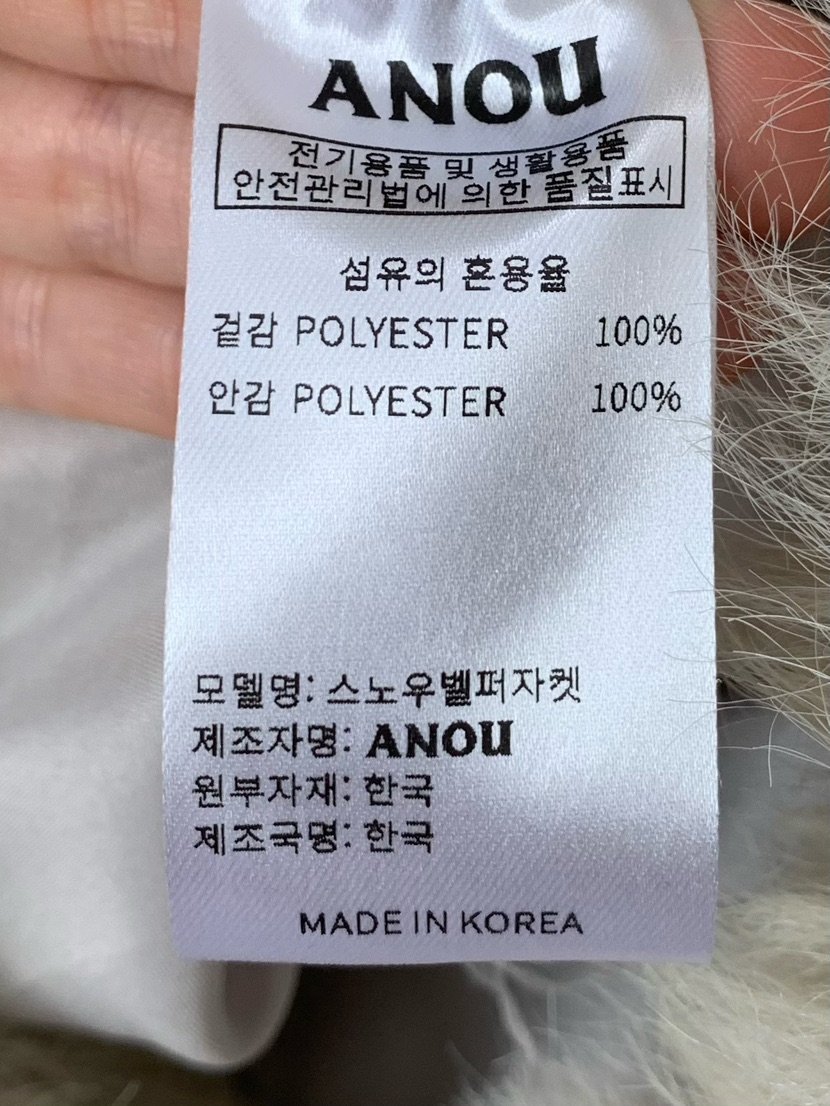 ANOU
전기용품 및 생활용품
안전관리법에 의한 품질표시
섬유의 혼용율
겉감 POLYESTER 100%
안감 POLYESTER 100%
모델명: 스노우벨퍼자켓
제조자명: ANOU
원부자재: 한국
제조국명: 한국
MADE IN KOREA